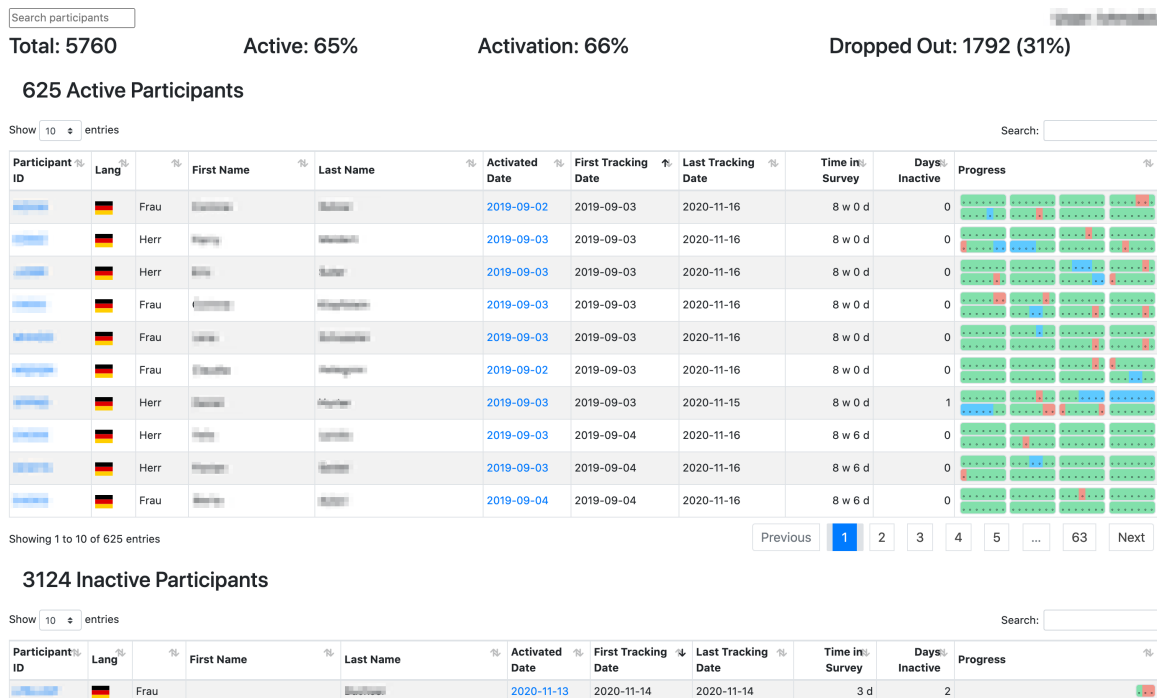 Search participants
Total: 5760 Active: 65% Activation: 66% Dropped Out: 1792 (31%)
625 Active Participants
Show 10 entries Search:
Participant ID Lang First Name Last Name Activated Date First Tracking Date Last Tracking Date Time in Survey Days Inactive Progress
Frau 2019-09-02 2019-09-03 2020-11-16 8 w 0 d 0
Herr 2019-09-03 2019-09-03 2020-11-16 8 w 0 d 0
Herr 2019-09-03 2019-09-03 2020-11-16 8 w 0 d 0
Frau 2019-09-03 2019-09-03 2020-11-16 8 w 0 d 0
Frau 2019-09-03 2019-09-03 2020-11-16 8 w 0 d 0
Frau 2019-09-02 2019-09-03 2020-11-16 8 w 0 d 0
Herr 2019-09-03 2019-09-03 2020-11-15 8 w 0 d 1
Herr 2019-09-03 2019-09-04 2020-11-16 8 w 6 d 0
Herr 2019-09-03 2019-09-04 2020-11-16 8 w 6 d 0
Frau 2019-09-04 2019-09-04 2020-11-16 8 w 6 d 0
Showing 1 to 10 of 625 entries Previous 1 2 3 4 5 ... 63 Next
3124 Inactive Participants
Show 10 entries Search:
Participant ID Lang First Name Last Name Activated Date First Tracking Date Last Tracking Date Time in Survey Days Inactive Progress
Frau 2020-11-13 2020-11-14 2020-11-14 3 d 2